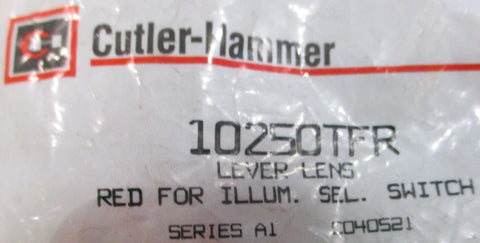 Cutler-Hammer
10250TFR
LEVER LENS
RED FOR ILLUM. SEL. SWITCH
SERIES A1 C040521